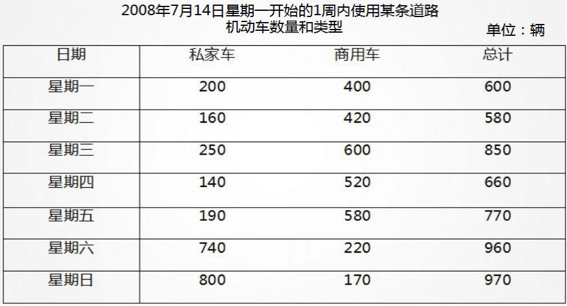 2008年7月14日星期一开始的1周内使用某条道路
机动车数量和类型
单位：辆
日期 私家车 商用车 总计
星期一 200 400 600
星期二 160 420 580
星期三 250 600 850
星期四 140 520 660
星期五 190 580 770
星期六 740 220 960
星期日 800 170 970